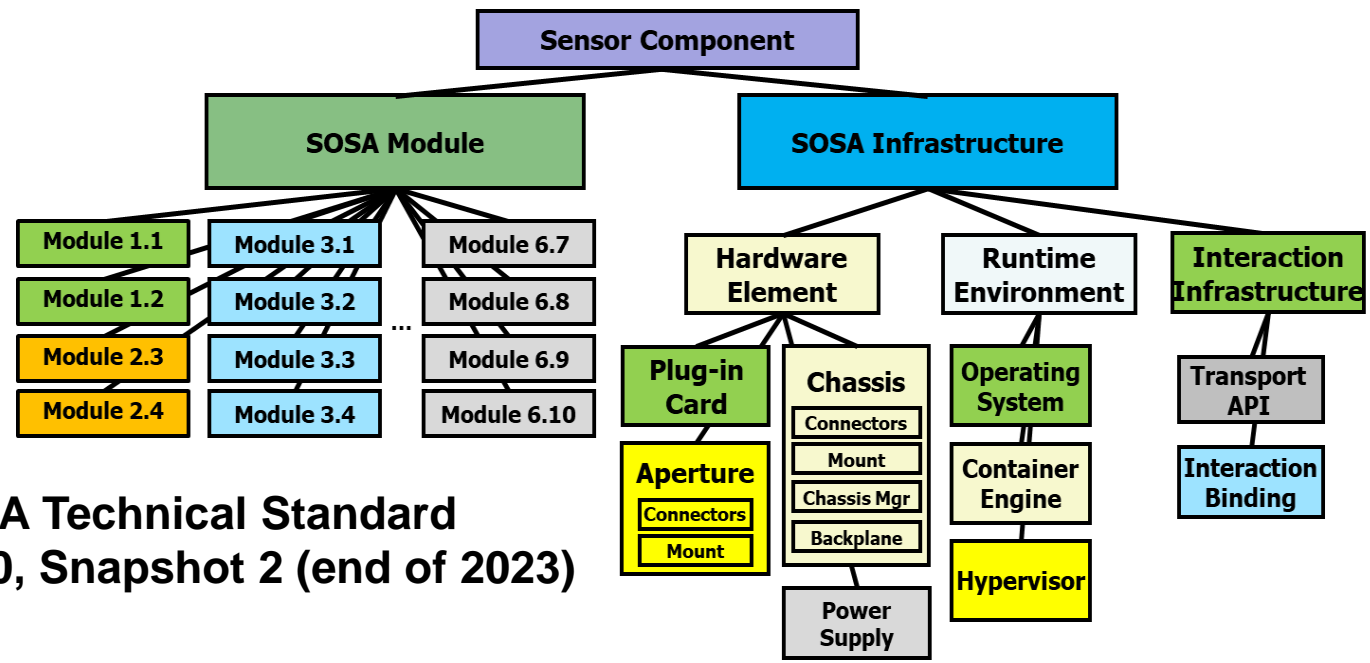 Sensor Component
SOSA Module
SOSA Infrastructure
Module 1.1
Module 1.2
Module 2.3
Module 2.4
Module 3.1
Module 3.2
Module 3.3
Module 3.4
...
Module 6.7
Module 6.8
Module 6.9
Module 6.10
Hardware
Element
Plug-in
Card
Aperture
Connectors
Mount
Chassis
Connectors
Mount
Chassis Mgr
Backplane
Power
Supply
Runtime
Environment
Operating
System
Container
Engine
Hypervisor
Interaction
Infrastructure
Transport
API
Interaction
Binding
A Technical Standard
, Snapshot 2 (end of 2023)